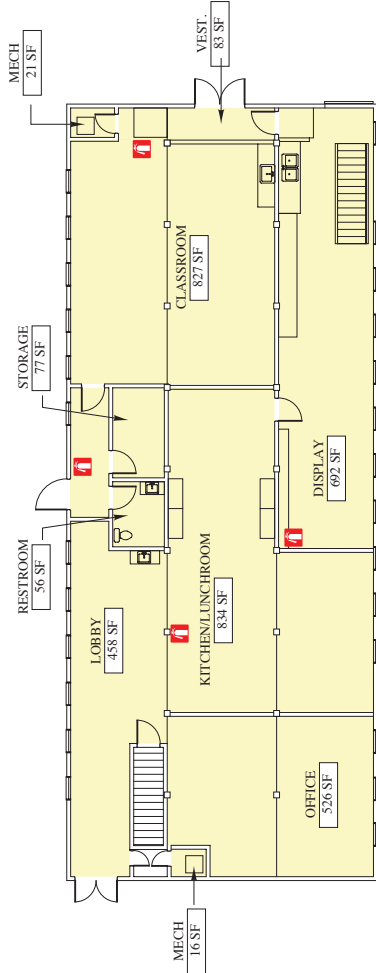 MECH
21 SF
VEST.
83 SF
STORAGE
77 SF
CLASSROOM
827 SF
RESTROOM
56 SF
LOBBY
458 SF
KITCHEN/LUNCHROOM
834 SF
DISPLAY
692 SF
MECH
16 SF
OFFICE
526 SF